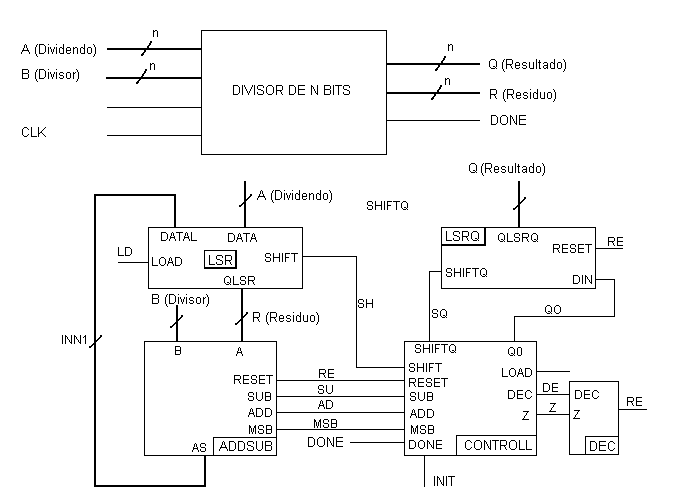 n
A (Dividendo)
n
B (Divisor)
CLK
DIVISOR DE N BITS
n
Q (Resultado)
n
R (Residuo)
DONE
Q (Resultado)
A (Dividendo)
SHIFTQ
DATAL
DATA
LD
LOAD
LSR
SHIFT
QLSR
LSRQ
QLSRQ
RESET
RE
SHIFTQ
DIN
B (Divisor)
R (Residuo)
SH
SQ
QO
INN1
B
A
RESET
SUB
ADD
MSB
AS
ADDSUB
RE
SU
AD
MSB
DONE
SHIFTQ
Q0
SHIFT
RESET
SUB
ADD
MSB
DONE
LOAD
DEC
Z
CONTROLL
DE
Z
DEC
Z
DEC
RE
INIT